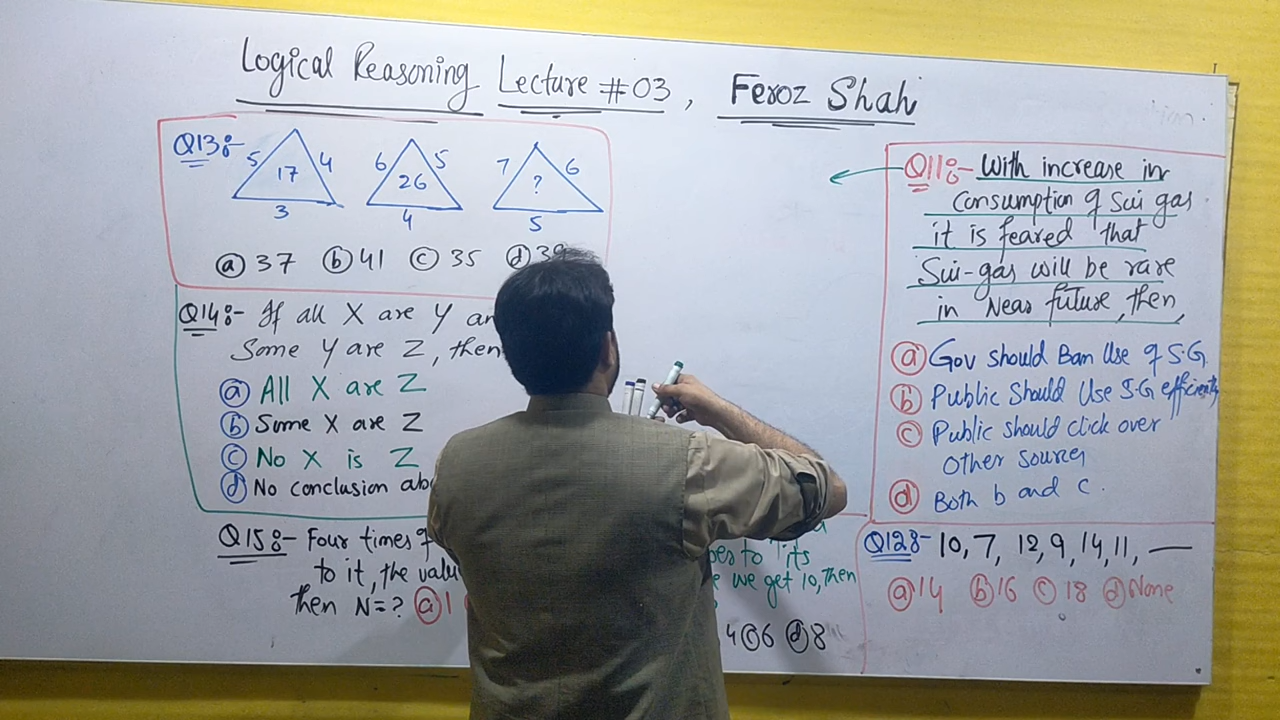 Logical Reasoning Lecture #03, Feroz Shah
Q13:-
5 17 4 3
6 26 5 4
7 ? 6 5
(a) 37 (b) 41 (c) 35 (d)
Q14:- If all X are Y
Some Y are Z, then
(a) All X are Z
(b) Some X are Z
(c) No X is Z
(d) No conclusion
Q15:- Four times
to it, the
then N=? (a) 1
to its
we get 10, then
4 (c) 6 (d) 8
Q11:- With increase in
consumption of Sui gas
it is feared that
Sui-gas will be rare
in Near future, then,
(a) Gov should Ban Use of S.G.
(b) Public Should Use S.G efficiently
(c) Public should click over
other sources
(d) Both b and c.
Q12:- 10, 7, 12, 9, 14, 11, —
(a) 14 (b) 16 (c) 18 (d) None